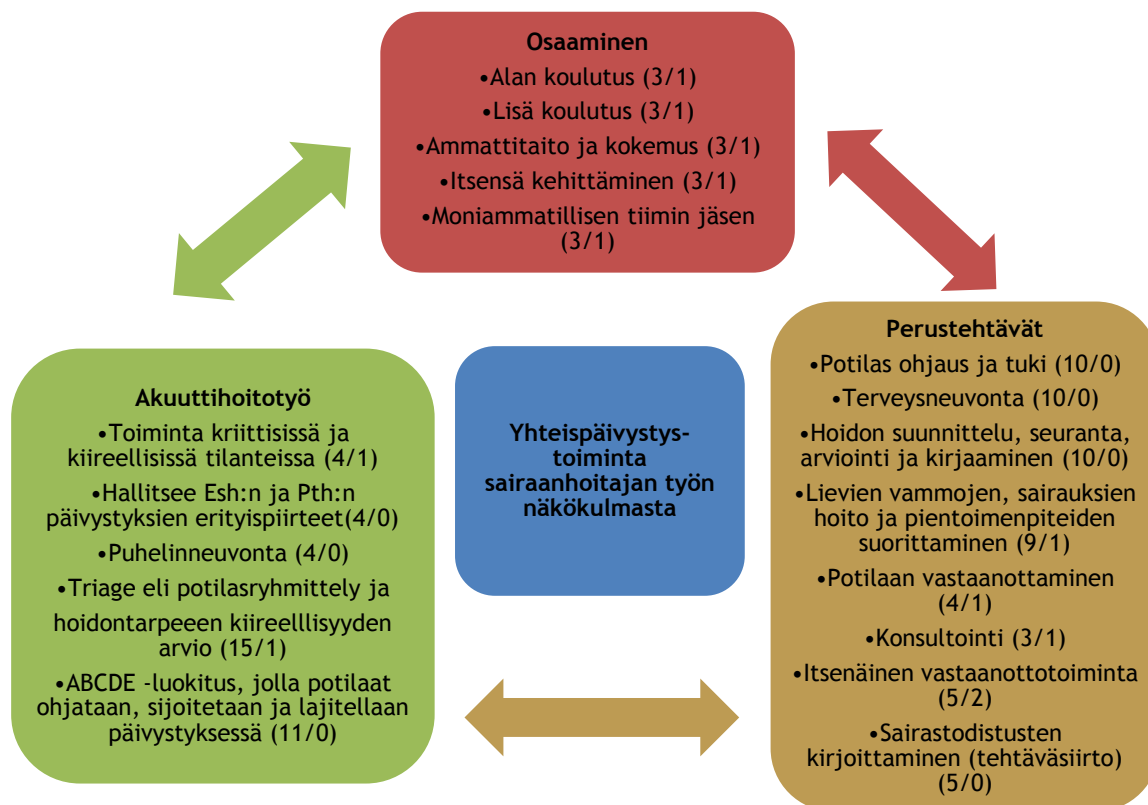 Osaaminen
•Alan koulutus (3/1)
•Lisä koulutus (3/1)
•Ammattitaito ja kokemus (3/1)
•Itsensä kehittäminen (3/1)
•Moniammatillisen tiimin jäsen
(3/1)
Akuuttihoitotyö
•Toiminta kriittisissä ja
kiireellisissä tilanteissa (4/1)
•Hallitsee Esh:n ja Pth:n
päivystyksien erityispiirteet(4/0)
•Puhelinneuvonta (4/0)
•Triage eli potilasryhmittely ja
hoidontarpeeen kiireelllisyyden
arvio (15/1)
•ABCDE -luokitus, jolla potilaat
ohjataan, sijoitetaan ja lajitellaan
päivystyksessä (11/0)
Yhteispäivystys-
toiminta
sairaanhoitajan työn
näkökulmasta
Perustehtävät
•Potilas ohjaus ja tuki (10/0)
•Terveysneuvonta (10/0)
•Hoidon suunnittelu, seuranta,
arviointi ja kirjaaminen (10/0)
•Lievien vammojen, sairauksien
hoito ja pientoimenpiteiden
suorittaminen (9/1)
•Potilaan vastaanottaminen
(4/1)
•Konsultointi (3/1)
•Itsenäinen vastaanottotoiminta
(5/2)
•Sairastodistusten
kirjoittaminen (tehtäväsiirto)
(5/0)